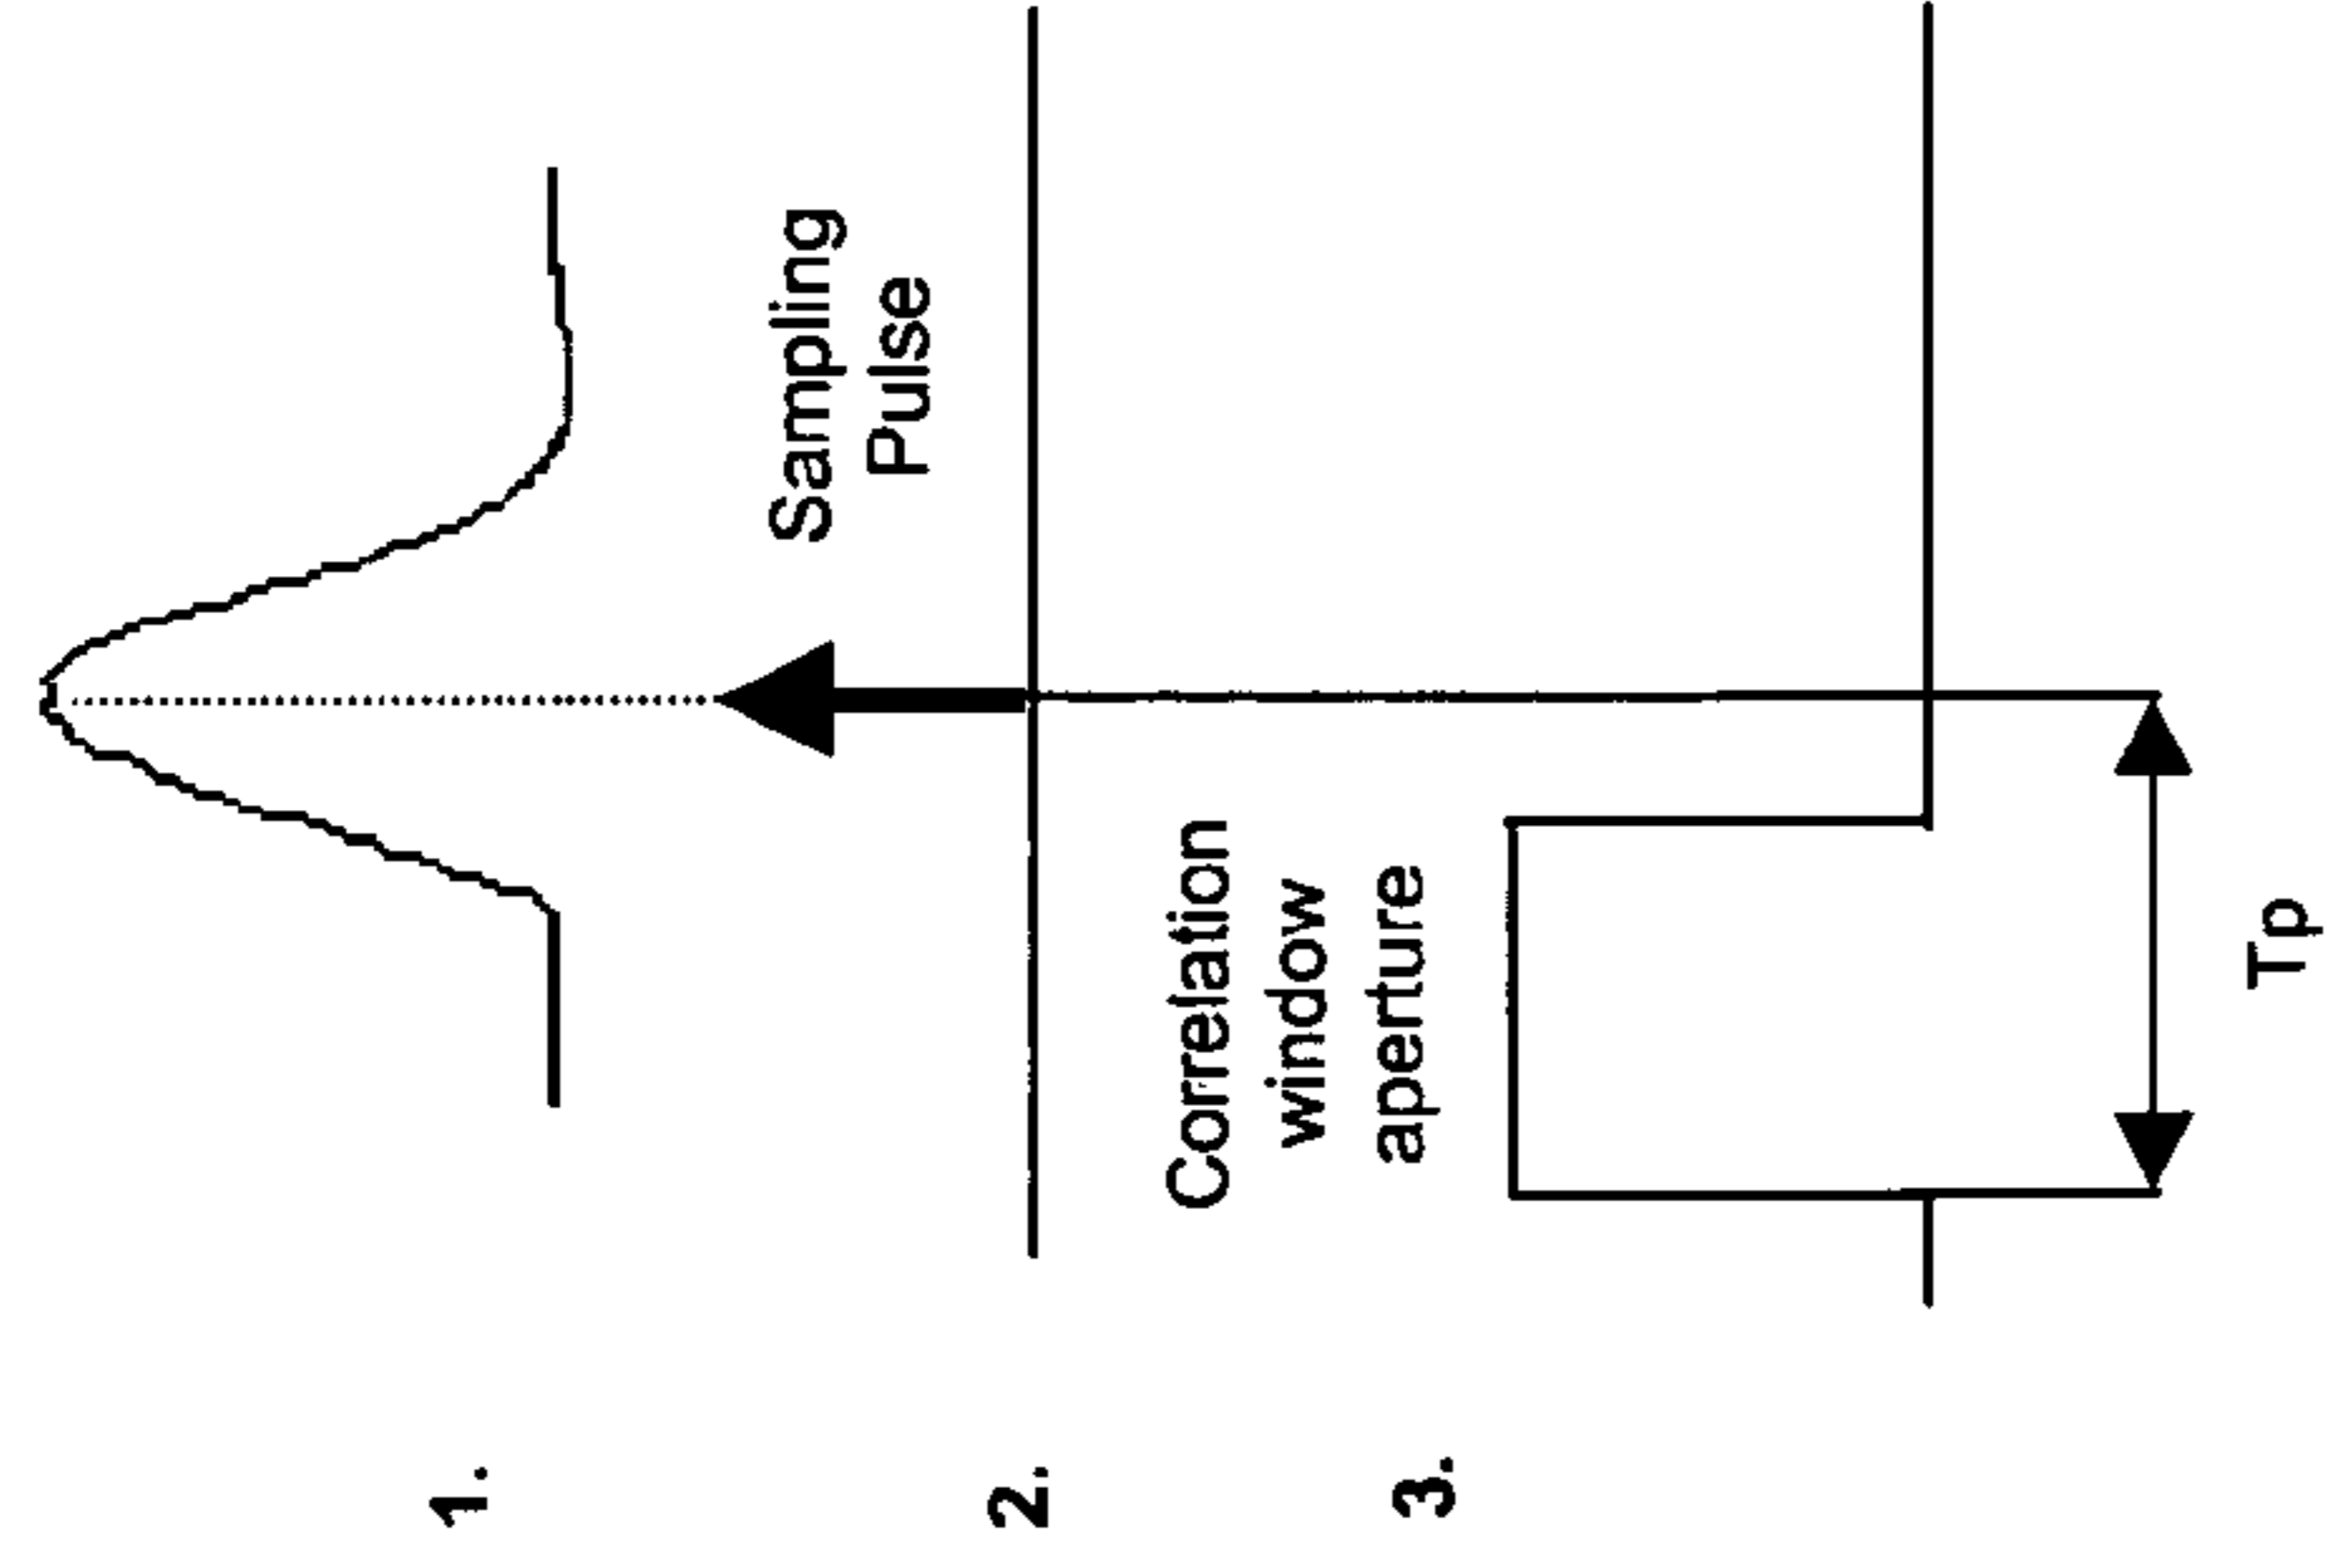 1.
Sampling
Pulse
2.
Correlation
window
aperture
3.
Tp